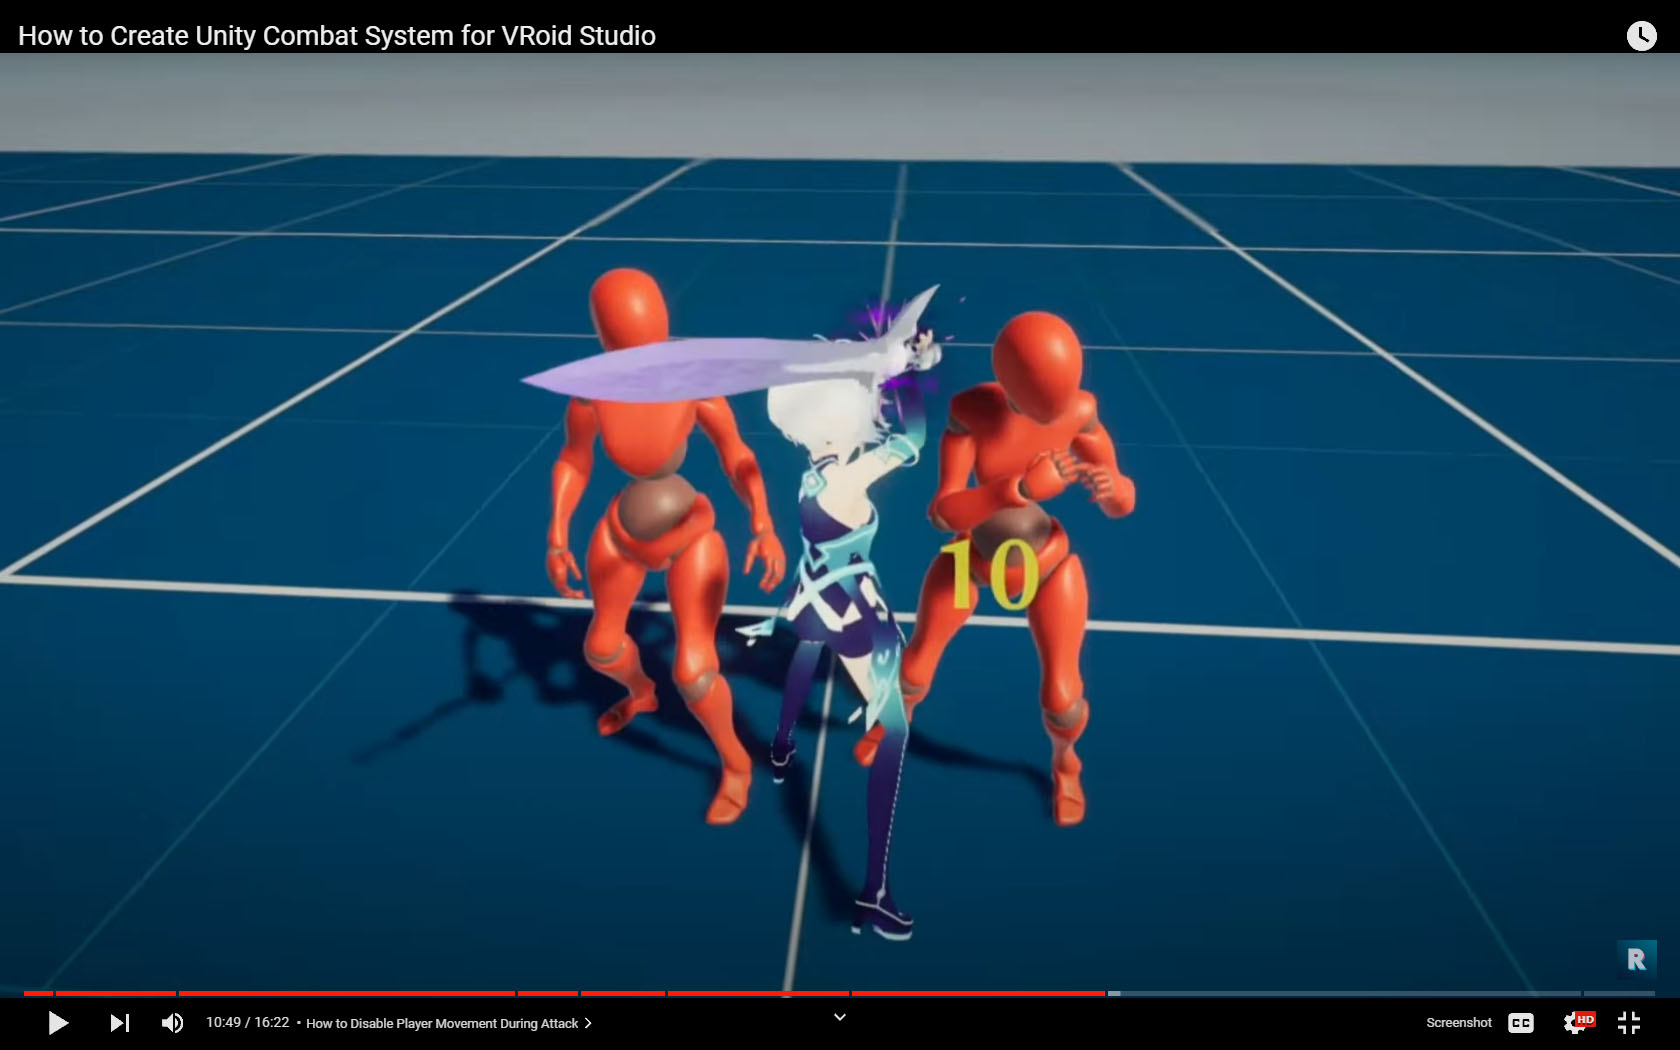 How to Create Unity Combat System for VRoid Studio
10
R
10:49 / 16:22 • How to Disable Player Movement During Attack
Screenshot
CC
HD